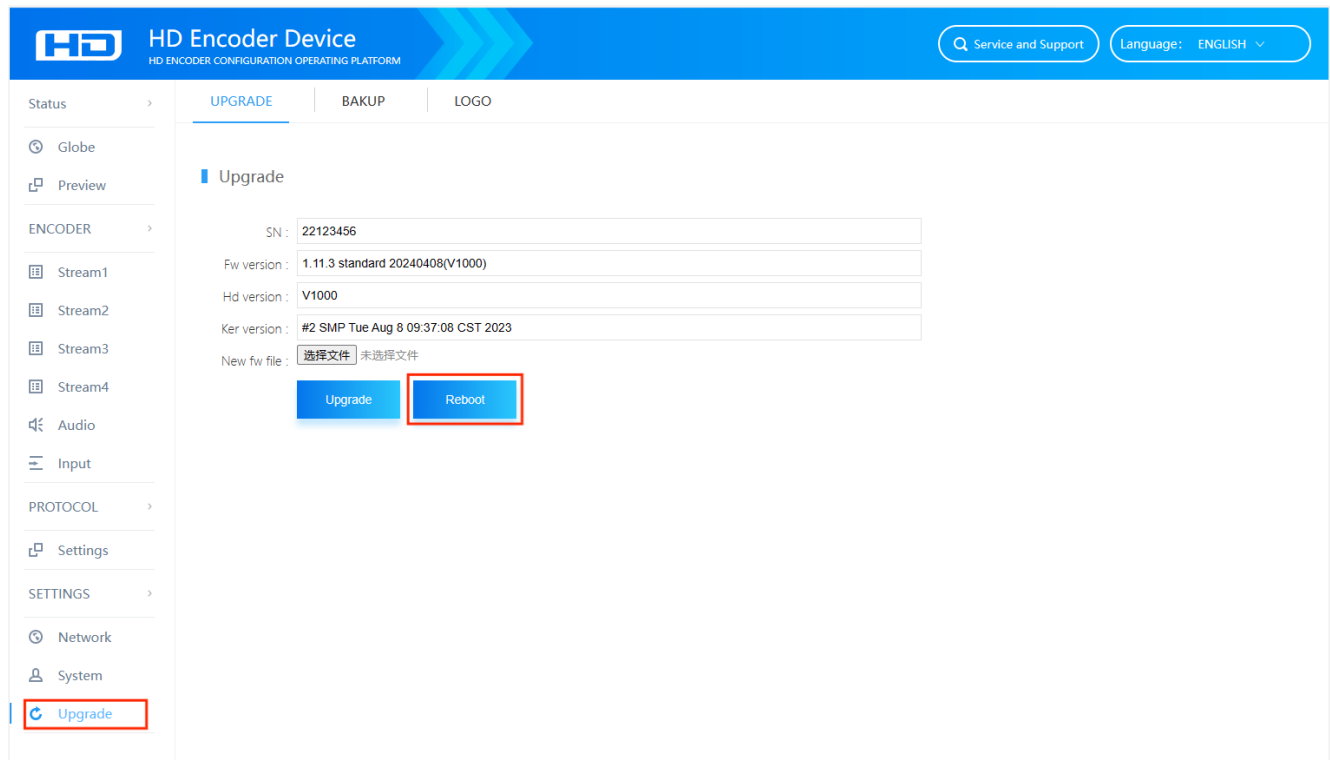 HD
HD Encoder Device
HD ENCODER CONFIGURATION OPERATING PLATFORM
Service and Support
Language: ENGLISH
Status
Globe
Preview
ENCODER
Stream1
Stream2
Stream3
Stream4
Audio
Input
PROTOCOL
Settings
SETTINGS
Network
System
Upgrade
UPGRADE BAKUP LOGO
Upgrade
SN : 22123456
Fw version : 1.11.3 standard 20240408(V1000)
Hd version : V1000
Ker version : #2 SMP Tue Aug 8 09:37:08 CST 2023
New fw file : 选择文件 未选择文件
Upgrade Reboot